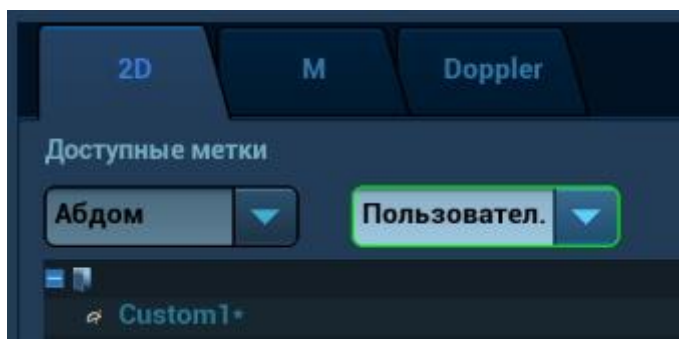 2D M Doppler
Доступные метки
Абдом Пользовател.
Custom1*